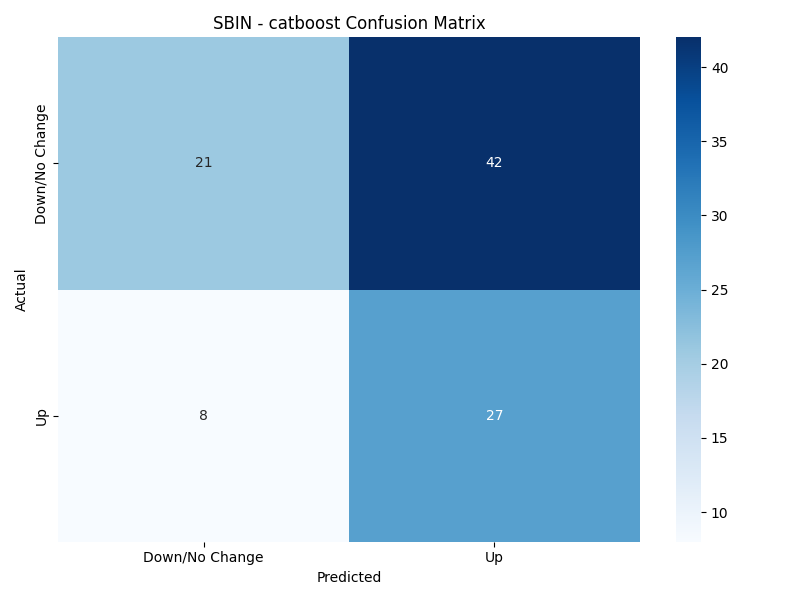 SBIN - catboost Confusion Matrix
Actual
Down/No Change
Up
21
42
8
27
Down/No Change
Up
Predicted
40
35
30
25
20
15
10